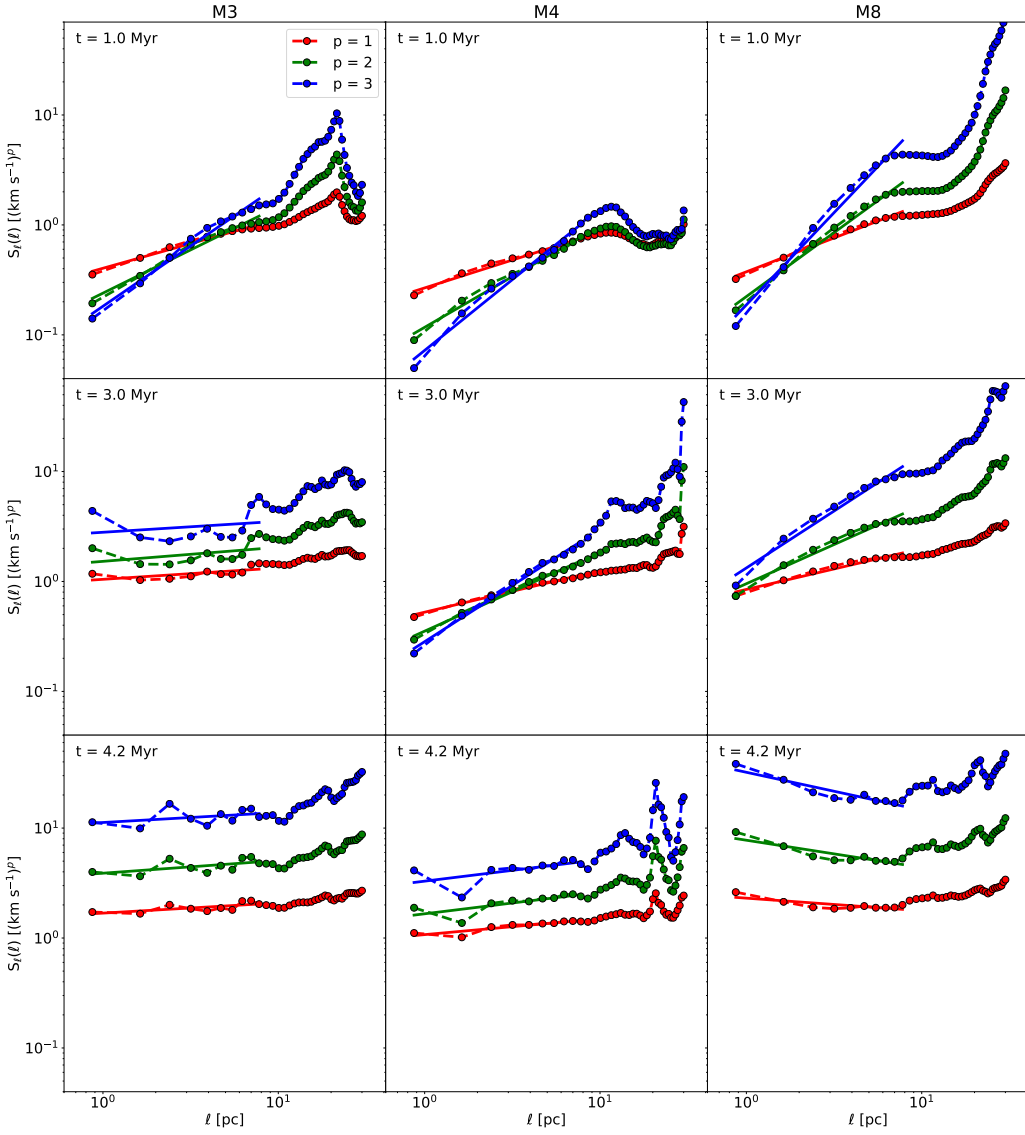 M3 M4 M8
t = 1.0 Myr t = 1.0 Myr t = 1.0 Myr
p = 1
p = 2
p = 3
S_ℓ(ℓ) [(km s⁻¹)ᵖ]
10¹
10⁰
10⁻¹
t = 3.0 Myr t = 3.0 Myr t = 3.0 Myr
S_ℓ(ℓ) [(km s⁻¹)ᵖ]
10¹
10⁰
10⁻¹
t = 4.2 Myr t = 4.2 Myr t = 4.2 Myr
S_ℓ(ℓ) [(km s⁻¹)ᵖ]
10¹
10⁰
10⁻¹
10⁰ 10¹ 10⁰ 10¹ 10⁰ 10¹
ℓ [pc] ℓ [pc] ℓ [pc]